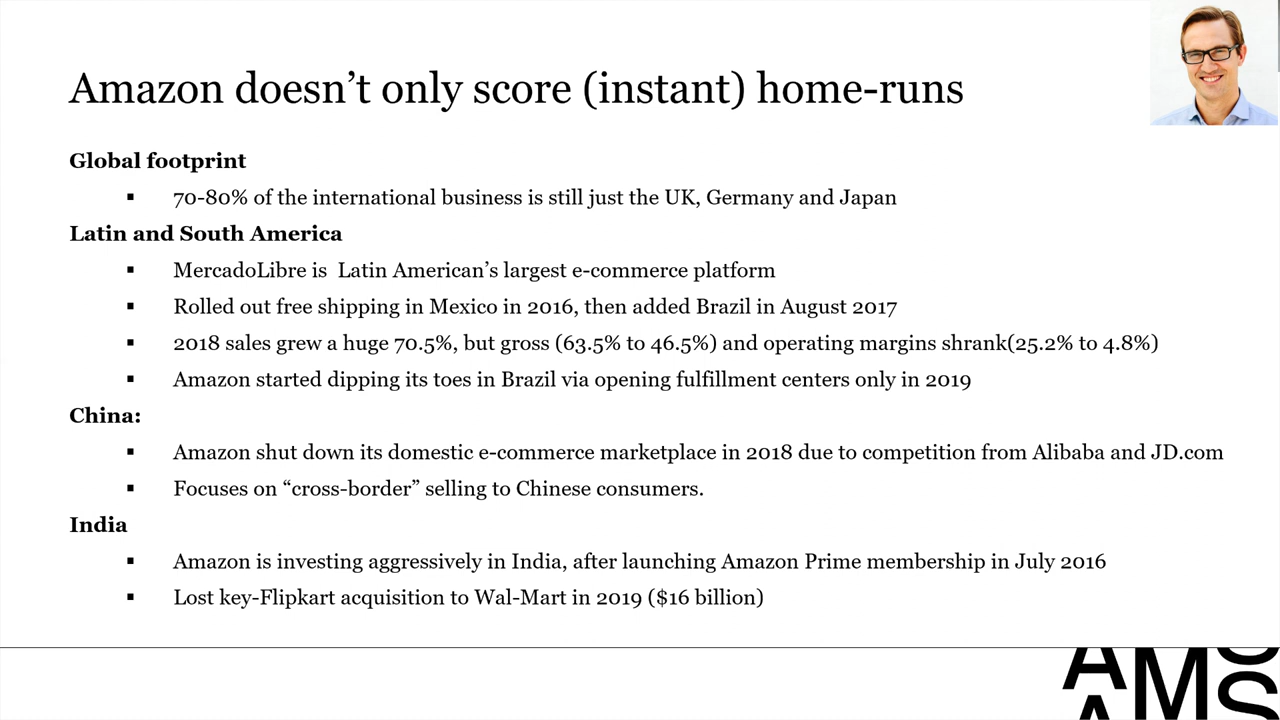 Amazon doesn’t only score (instant) home-runs
Global footprint
▪ 70-80% of the international business is still just the UK, Germany and Japan
Latin and South America
▪ MercadoLibre is  Latin American’s largest e-commerce platform
▪ Rolled out free shipping in Mexico in 2016, then added Brazil in August 2017
▪ 2018 sales grew a huge 70.5%, but gross (63.5% to 46.5%) and operating margins shrank(25.2% to 4.8%)
▪ Amazon started dipping its toes in Brazil via opening fulfillment centers only in 2019
China:
▪ Amazon shut down its domestic e-commerce marketplace in 2018 due to competition from Alibaba and JD.com
▪ Focuses on “cross-border” selling to Chinese consumers.
India
▪ Amazon is investing aggressively in India, after launching Amazon Prime membership in July 2016
▪ Lost key-Flipkart acquisition to Wal-Mart in 2019 ($16 billion)
AMS
AMS